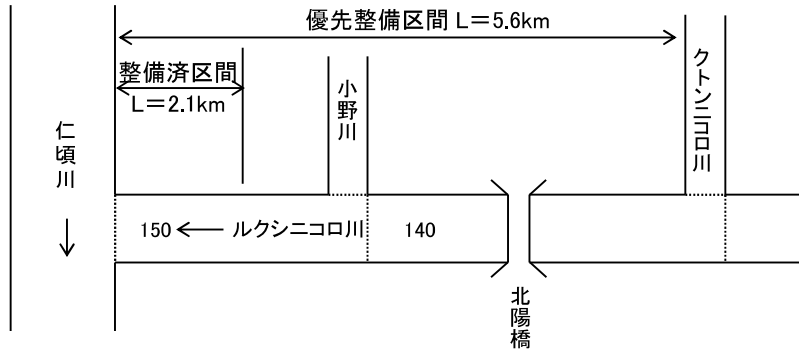 優先整備区間 L＝5.6km
整備済区間
L＝2.1km
小野川
クトンニコロ川
仁頃川
150
ルクシニコロ川
140
北陽橋